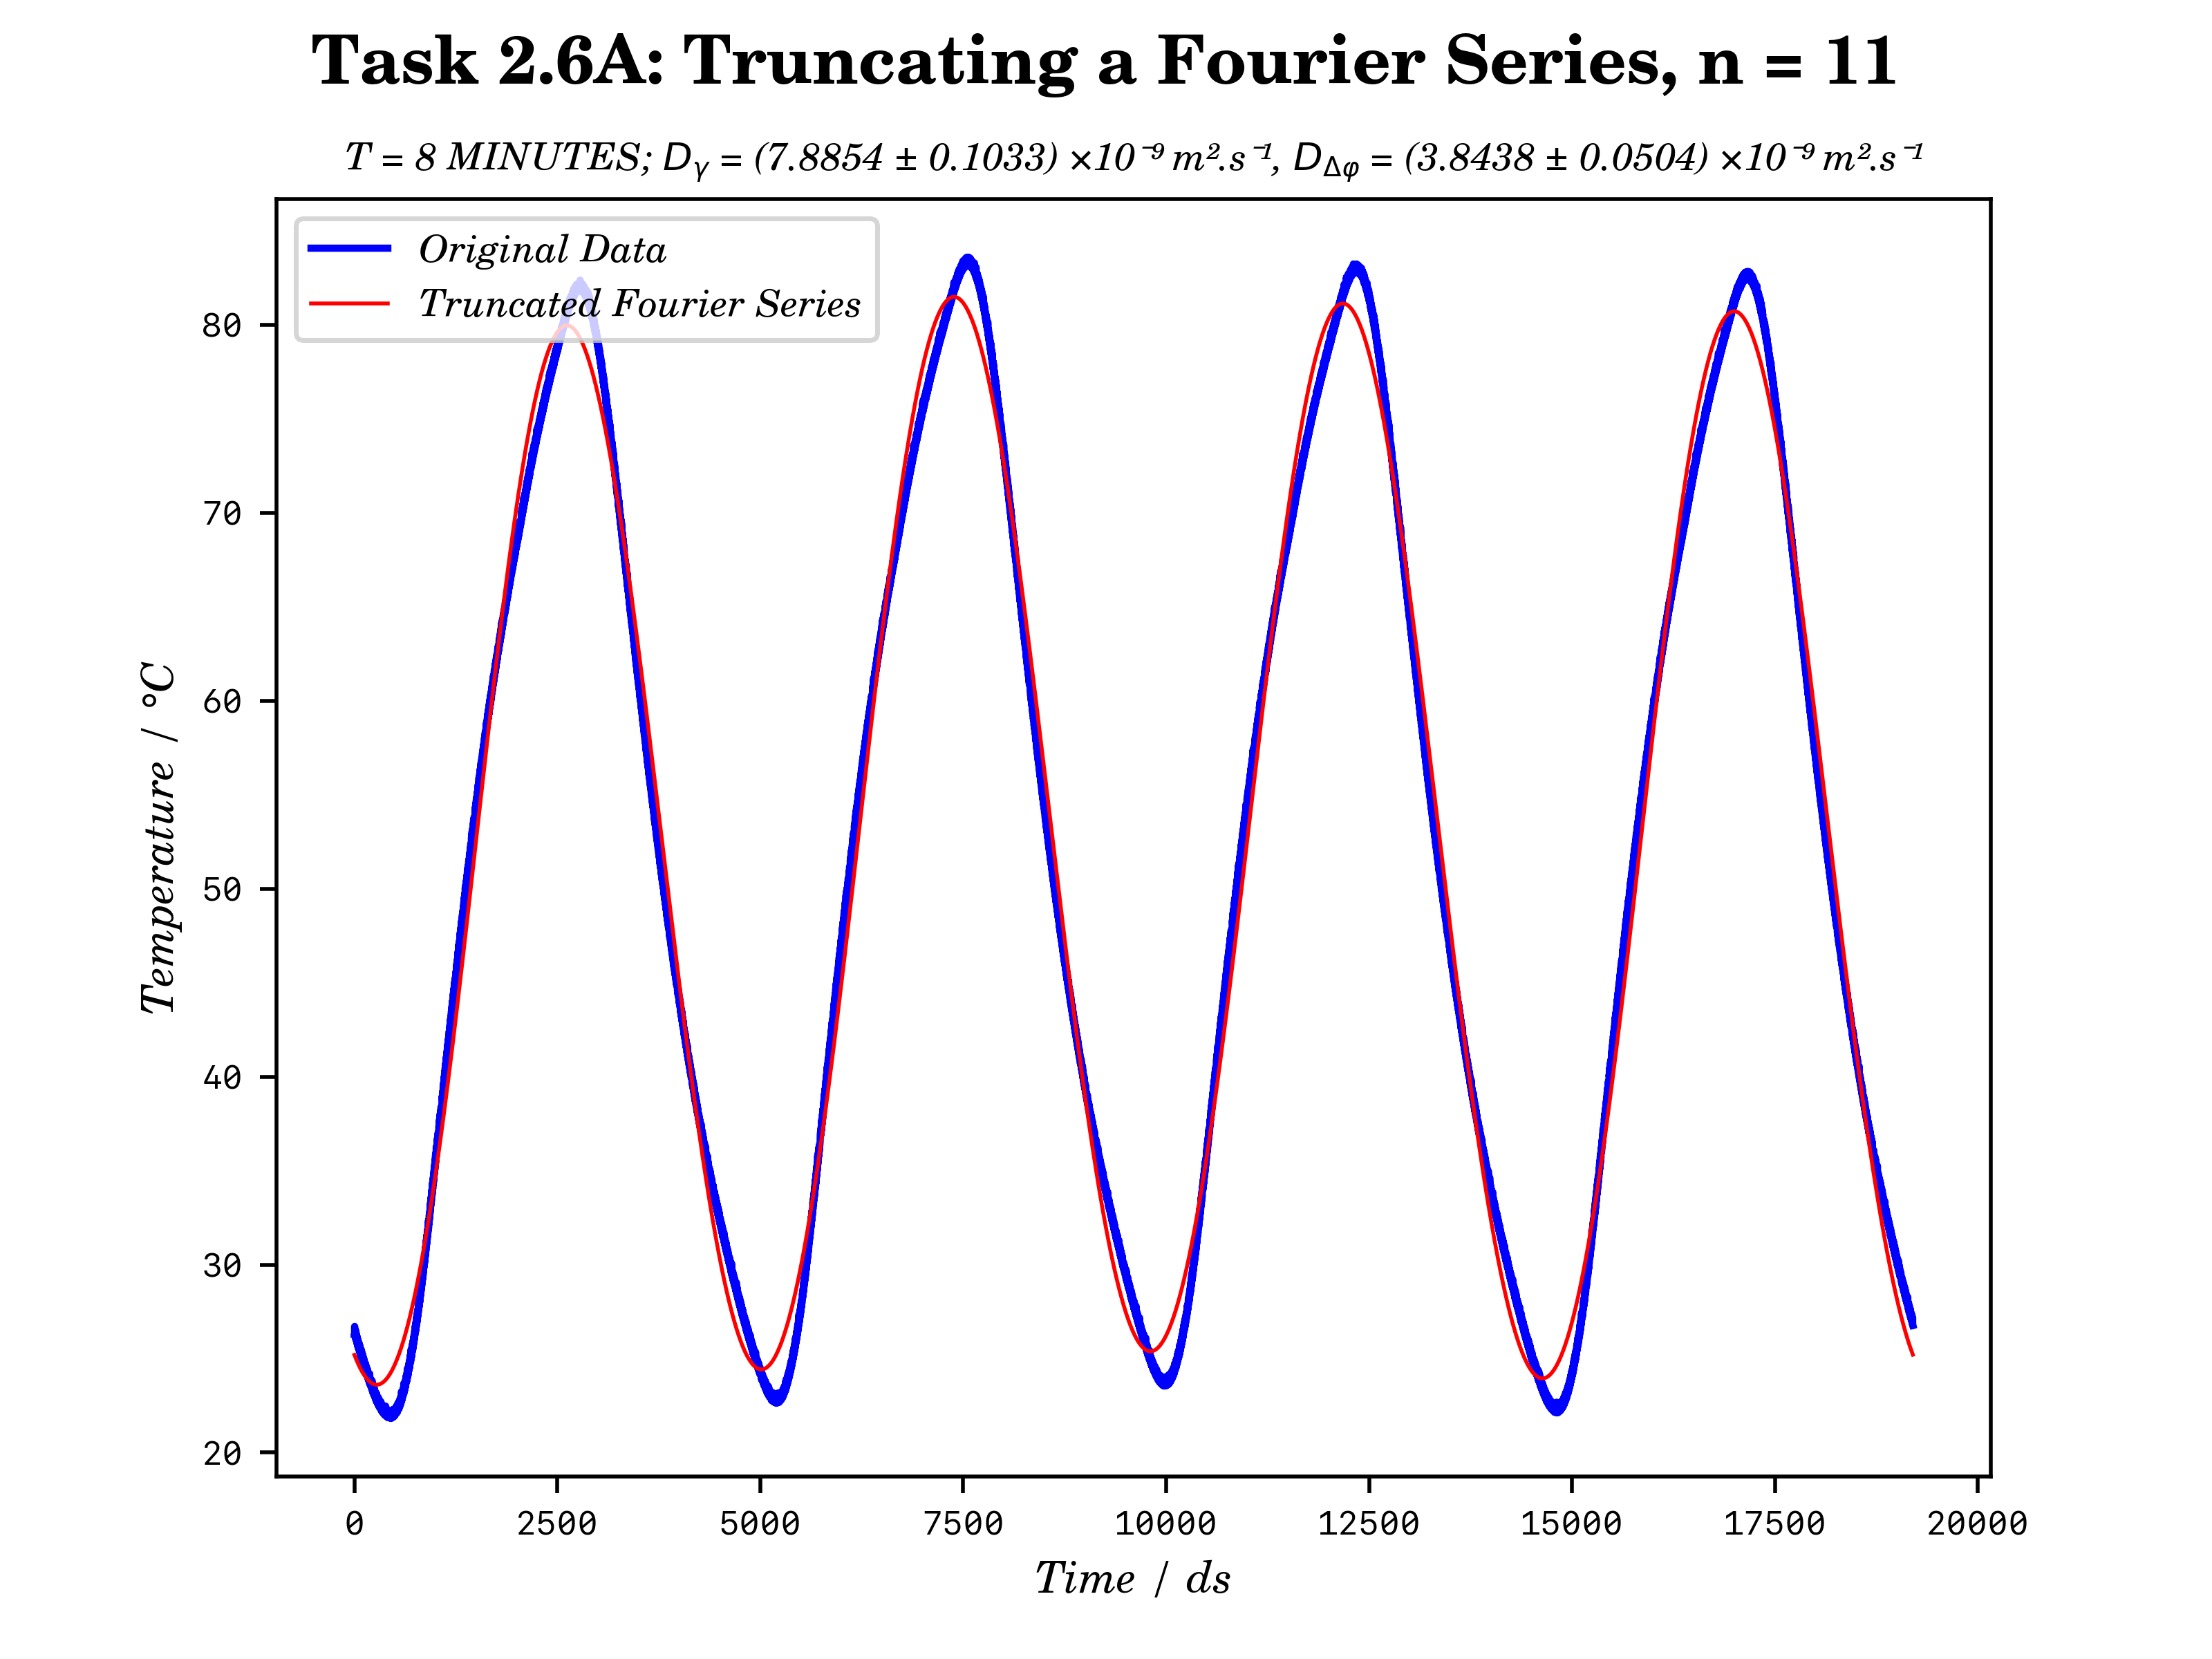 Task 2.6A: Truncating a Fourier Series, n = 11
T = 8 MINUTES; Dᵧ = (7.8854 ± 0.1033) ×10⁻⁹ m².s⁻¹, D_Δφ = (3.8438 ± 0.0504) ×10⁻⁹ m².s⁻¹
Original Data
Truncated Fourier Series
80
70
60
50
40
30
20
Temperature / °C
0 2500 5000 7500 10000 12500 15000 17500 20000
Time / ds